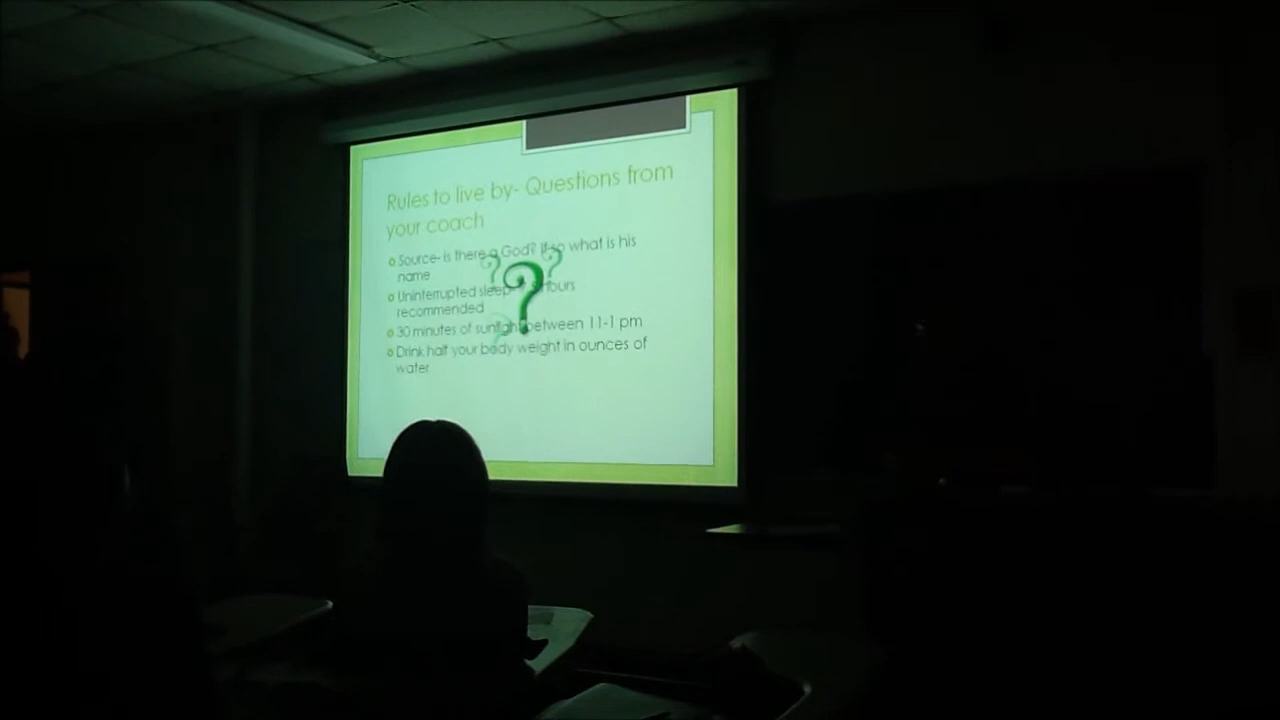 Rules to live by- Questions from
your coach
Source- is there a God? If so what is his
name
Uninterrupted sleep- hours
recommended
30 minutes of sunlight between 11-1 pm
Drink half your body weight in ounces of
water